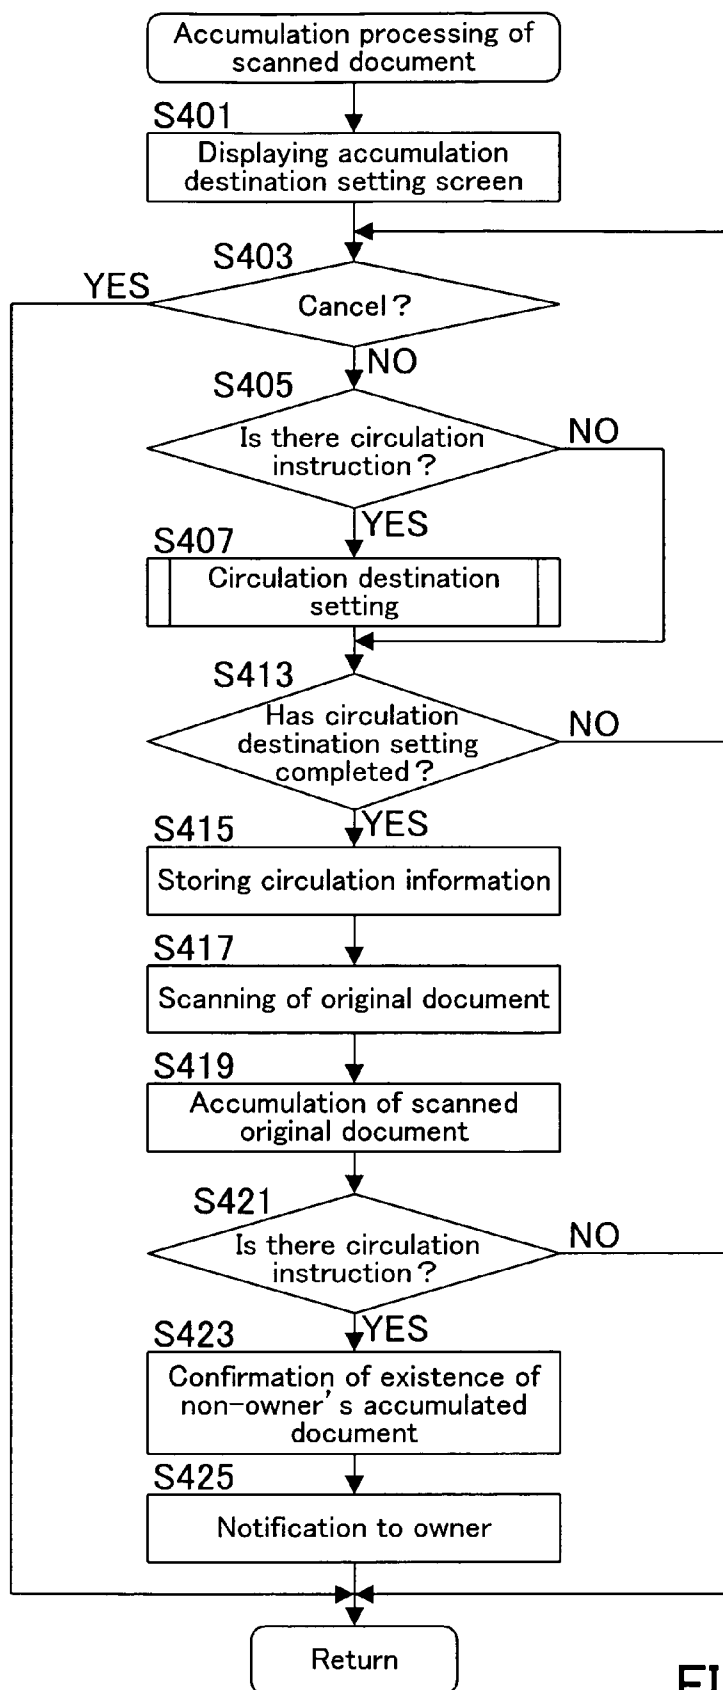 Accumulation processing of
scanned document
S401
Displaying accumulation
destination setting screen
S403
YES
Cancel?
NO
S405
Is there circulation
instruction?
NO
YES
S407
Circulation destination
setting
S413
Has circulation
destination setting
completed?
NO
YES
S415
Storing circulation information
S417
Scanning of original document
S419
Accumulation of scanned
original document
S421
Is there circulation
instruction?
NO
YES
S423
Confirmation of existence of
non-owner's accumulated
document
S425
Notification to owner
Return